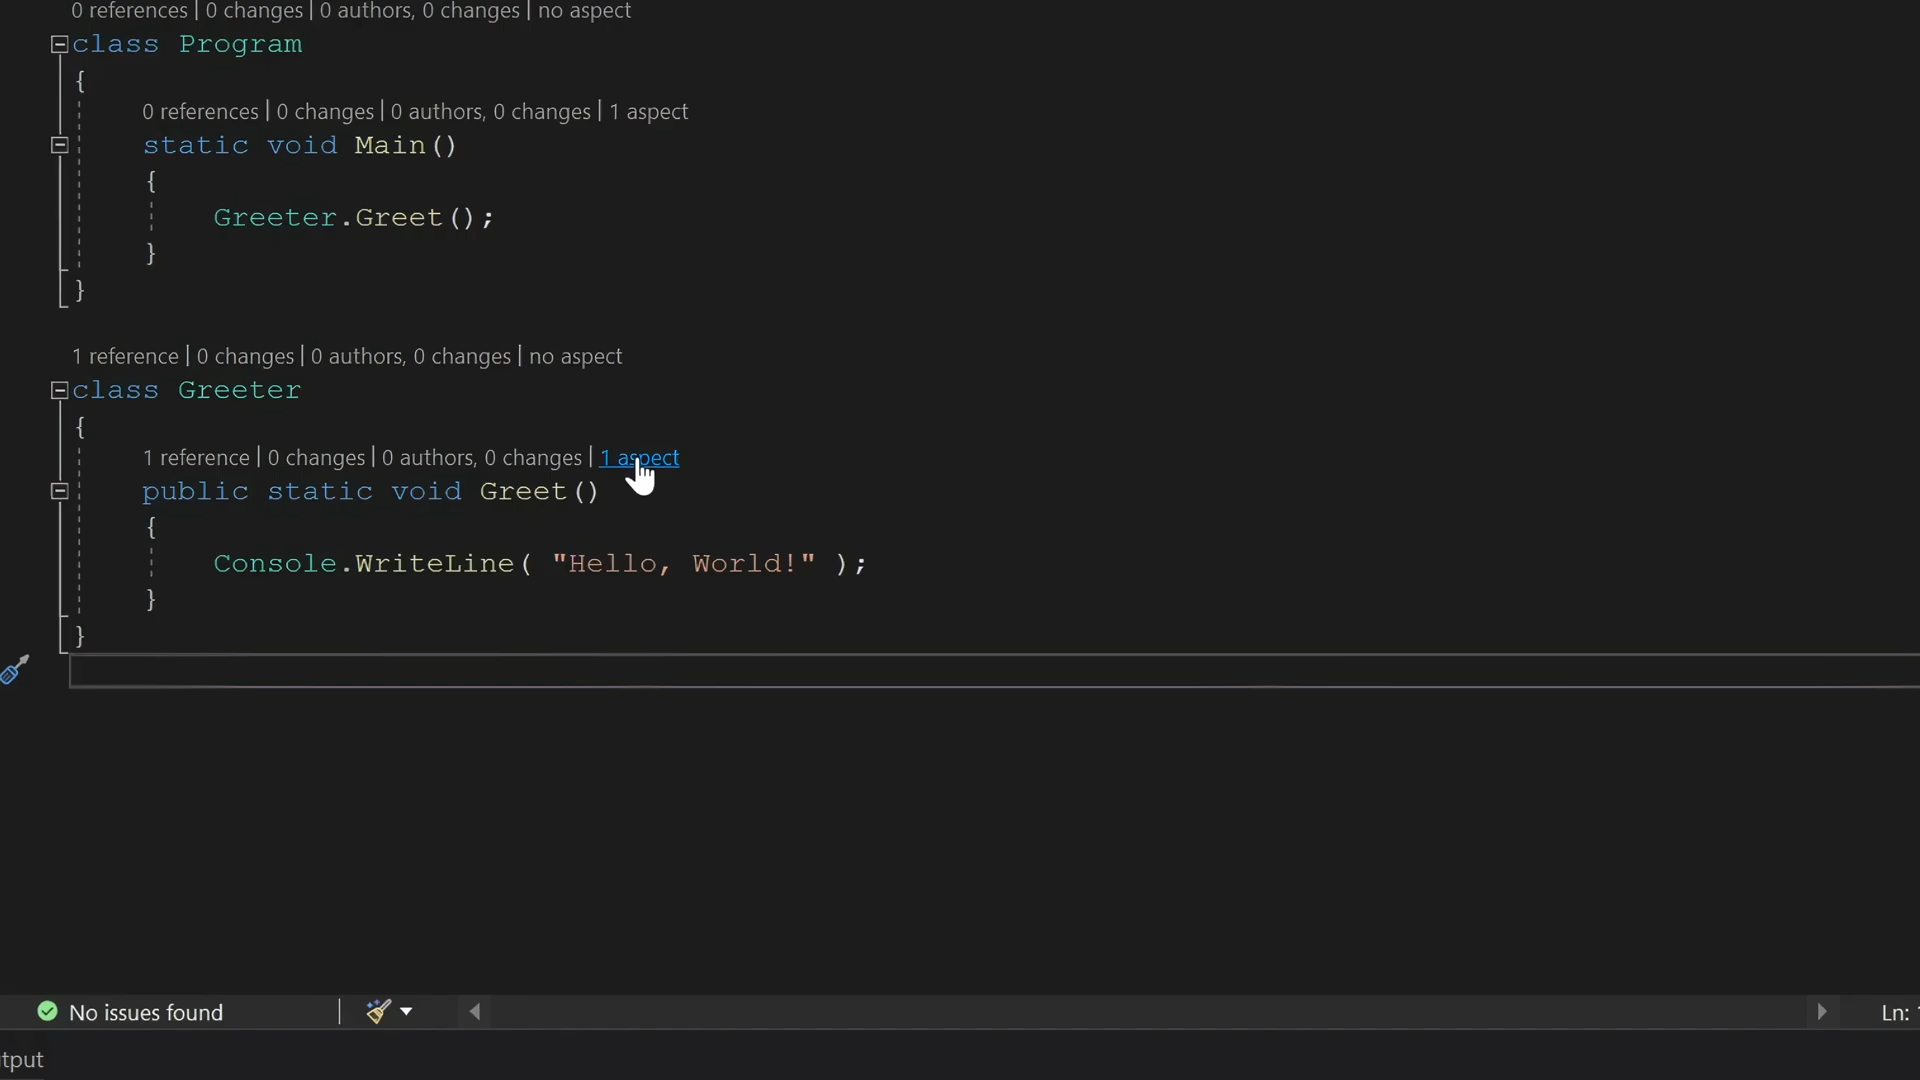 0 references | 0 changes | 0 authors, 0 changes | no aspect
class Program
{
0 references | 0 changes | 0 authors, 0 changes | 1 aspect
static void Main()
{
Greeter.Greet();
}
}
1 reference | 0 changes | 0 authors, 0 changes | no aspect
class Greeter
{
1 reference | 0 changes | 0 authors, 0 changes | 1 aspect
public static void Greet()
{
Console.WriteLine( "Hello, World!" );
}
}
No issues found
Ln:
tput